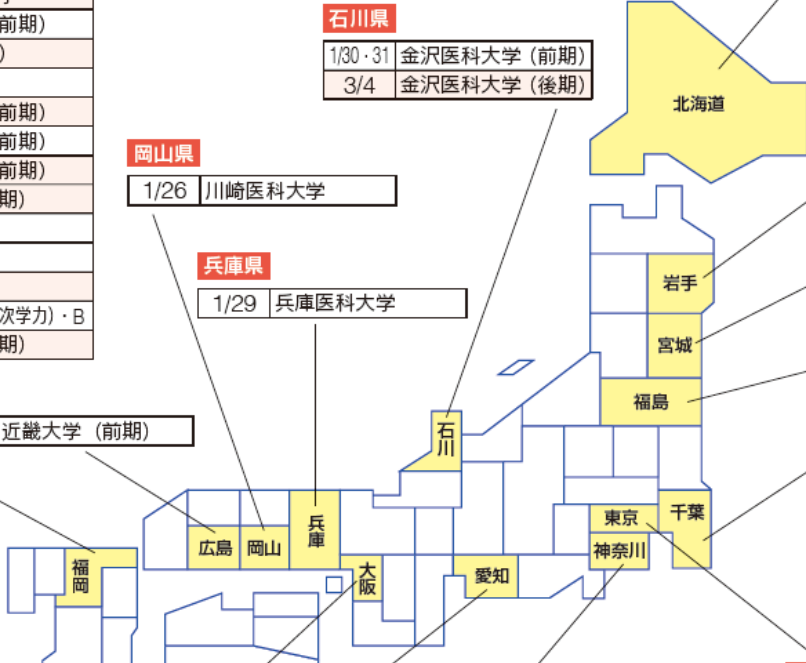 前期）
）
前期）
前期）
前期）
期）
次学力）・B
期）
近畿大学（前期）
石川県
1/30・31 金沢医科大学（前期）
3/4 金沢医科大学（後期）
岡山県
1/26 川崎医科大学
兵庫県
1/29 兵庫医科大学
北海道
岩手
宮城
福島
石川
東京
千葉
神奈川
兵庫
広島
岡山
大阪
愛知
福岡